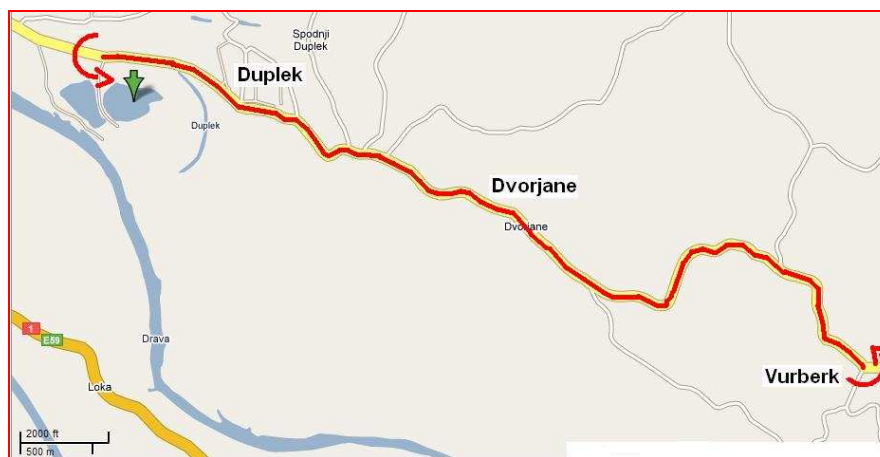 Spodnji
Duplek
Duplek
Duplek
Dvorjane
Dvorjane
1
E59
Drava
Loka
Vurberk
2000 ft
500 m